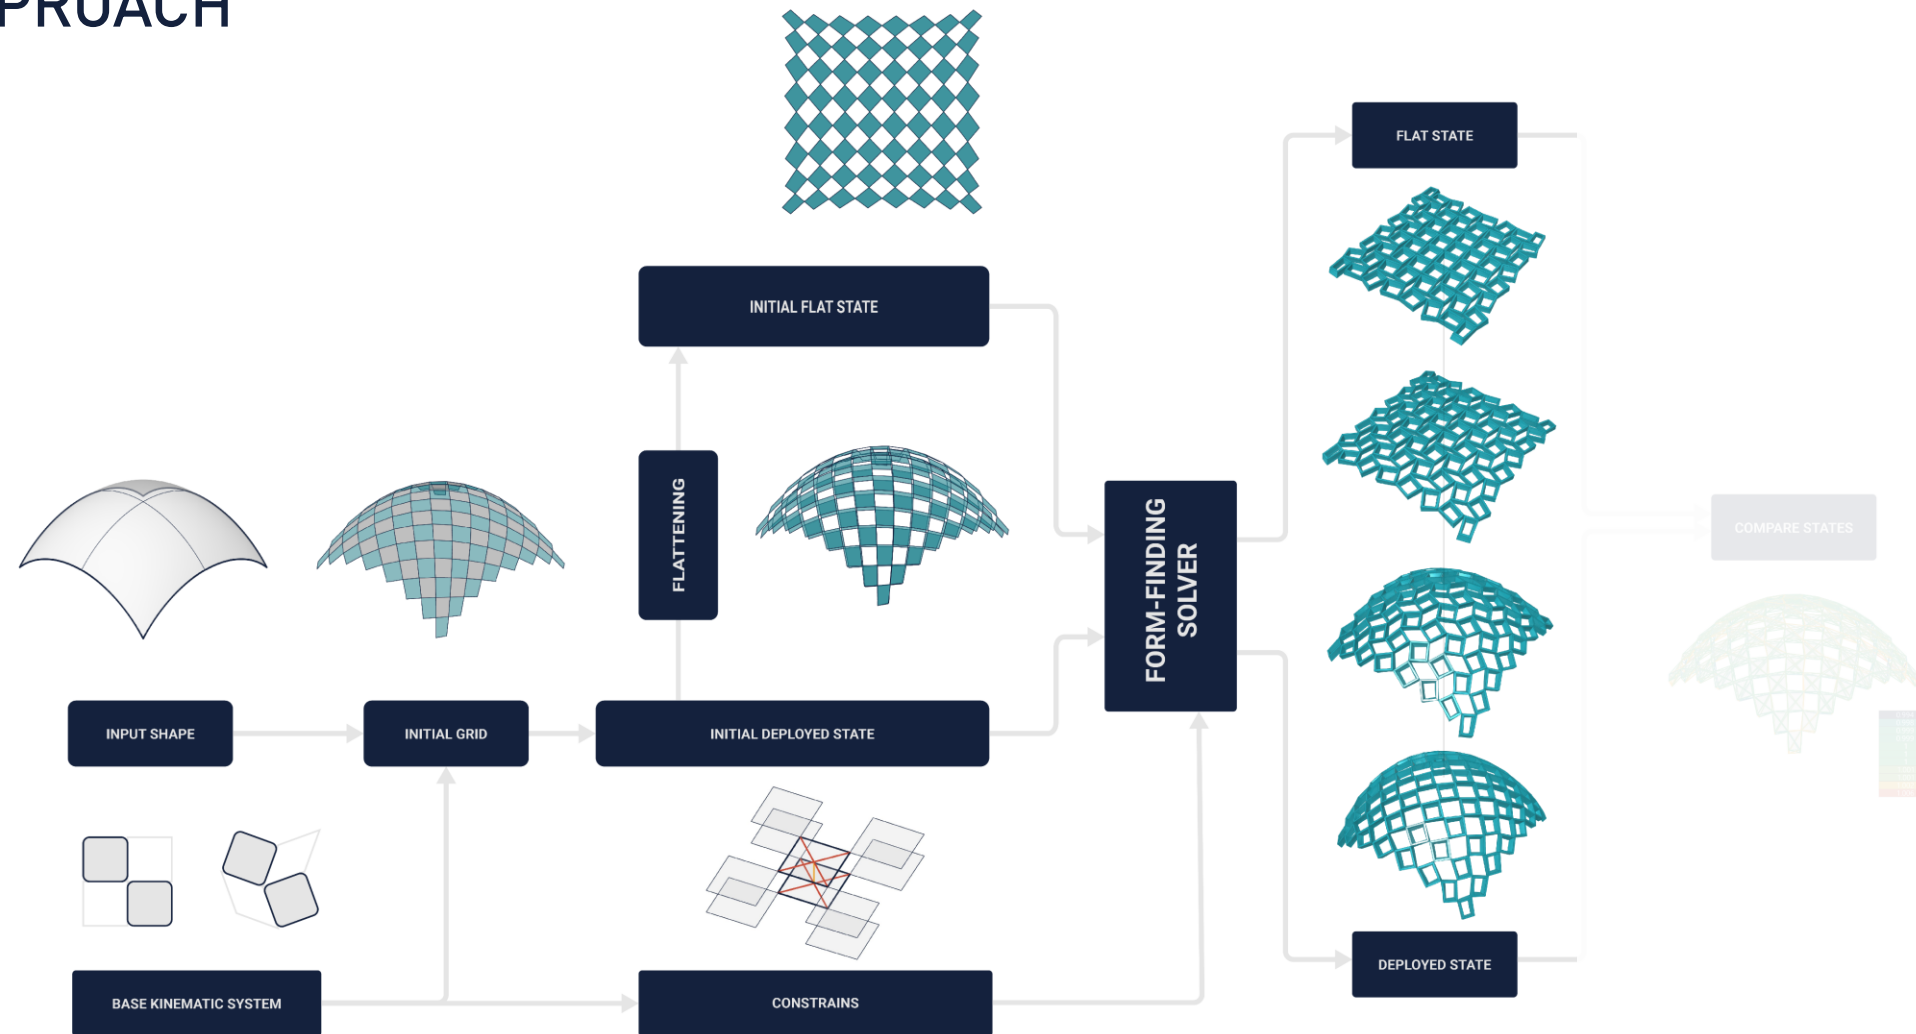 PROACH
FLAT STATE
INITIAL FLAT STATE
FLATTENING
FORM-FINDING
SOLVER
COMPARE STATES
INPUT SHAPE
INITIAL GRID
INITIAL DEPLOYED STATE
DEPLOYED STATE
BASE KINEMATIC SYSTEM
CONSTRAINS